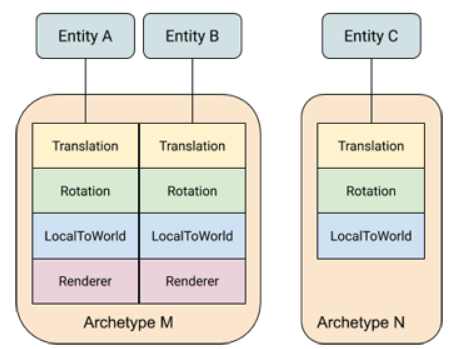 Entity A Entity B Entity C
Translation Translation Translation
Rotation Rotation Rotation
LocalToWorld LocalToWorld LocalToWorld
Renderer Renderer
Archetype M Archetype N